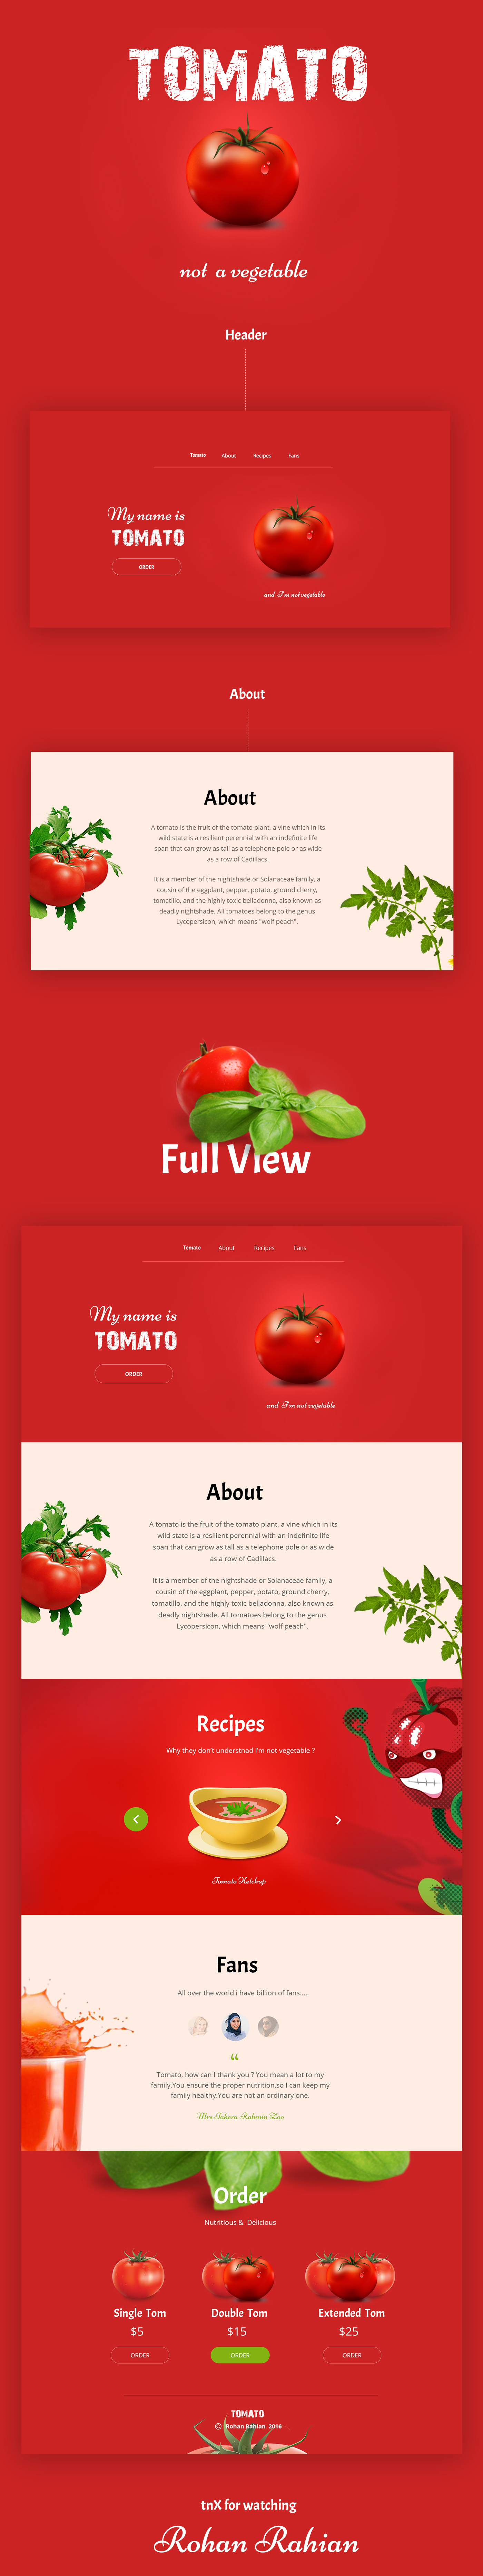 TOMATO
not a vegetable
Header
Tomato About Recipes Fans
My name is
TOMATO
ORDER
and I'm not vegetable
About
About
A tomato is the fruit of the tomato plant, a vine which in its
wild state is a resilient perennial with an indefinite life
span that can grow as tall as a telephone pole or as wide
as a row of Cadillacs.
It is a member of the nightshade or Solanaceae family, a
cousin of the eggplant, pepper, potato, ground cherry,
tomatillo, and the highly toxic belladonna, also known as
deadly nightshade. All tomatoes belong to the genus
Lycopersicon, which means "wolf peach".
Full View
Tomato About Recipes Fans
My name is
TOMATO
ORDER
and I'm not vegetable
About
A tomato is the fruit of the tomato plant, a vine which in its
wild state is a resilient perennial with an indefinite life
span that can grow as tall as a telephone pole or as wide
as a row of Cadillacs.
It is a member of the nightshade or Solanaceae family, a
cousin of the eggplant, pepper, potato, ground cherry,
tomatillo, and the highly toxic belladonna, also known as
deadly nightshade. All tomatoes belong to the genus
Lycopersicon, which means "wolf peach".
Recipes
Why they don't understnad I'm not vegetable ?
Tomato Ketchup
Fans
All over the world i have billion of fans.....
“
Tomato, how can I thank you ? You mean a lot to my
family.You ensure the proper nutrition,so I can keep my
family healthy.You are not an ordinary one.
Mrs Tahera Rahmin Zoo
Order
Nutritious & Delicious
Single Tom Double Tom Extended Tom
$5 $15 $25
ORDER ORDER ORDER
TOMATO
© Rohan Rahian 2016
tnX for watching
Rohan Rahian